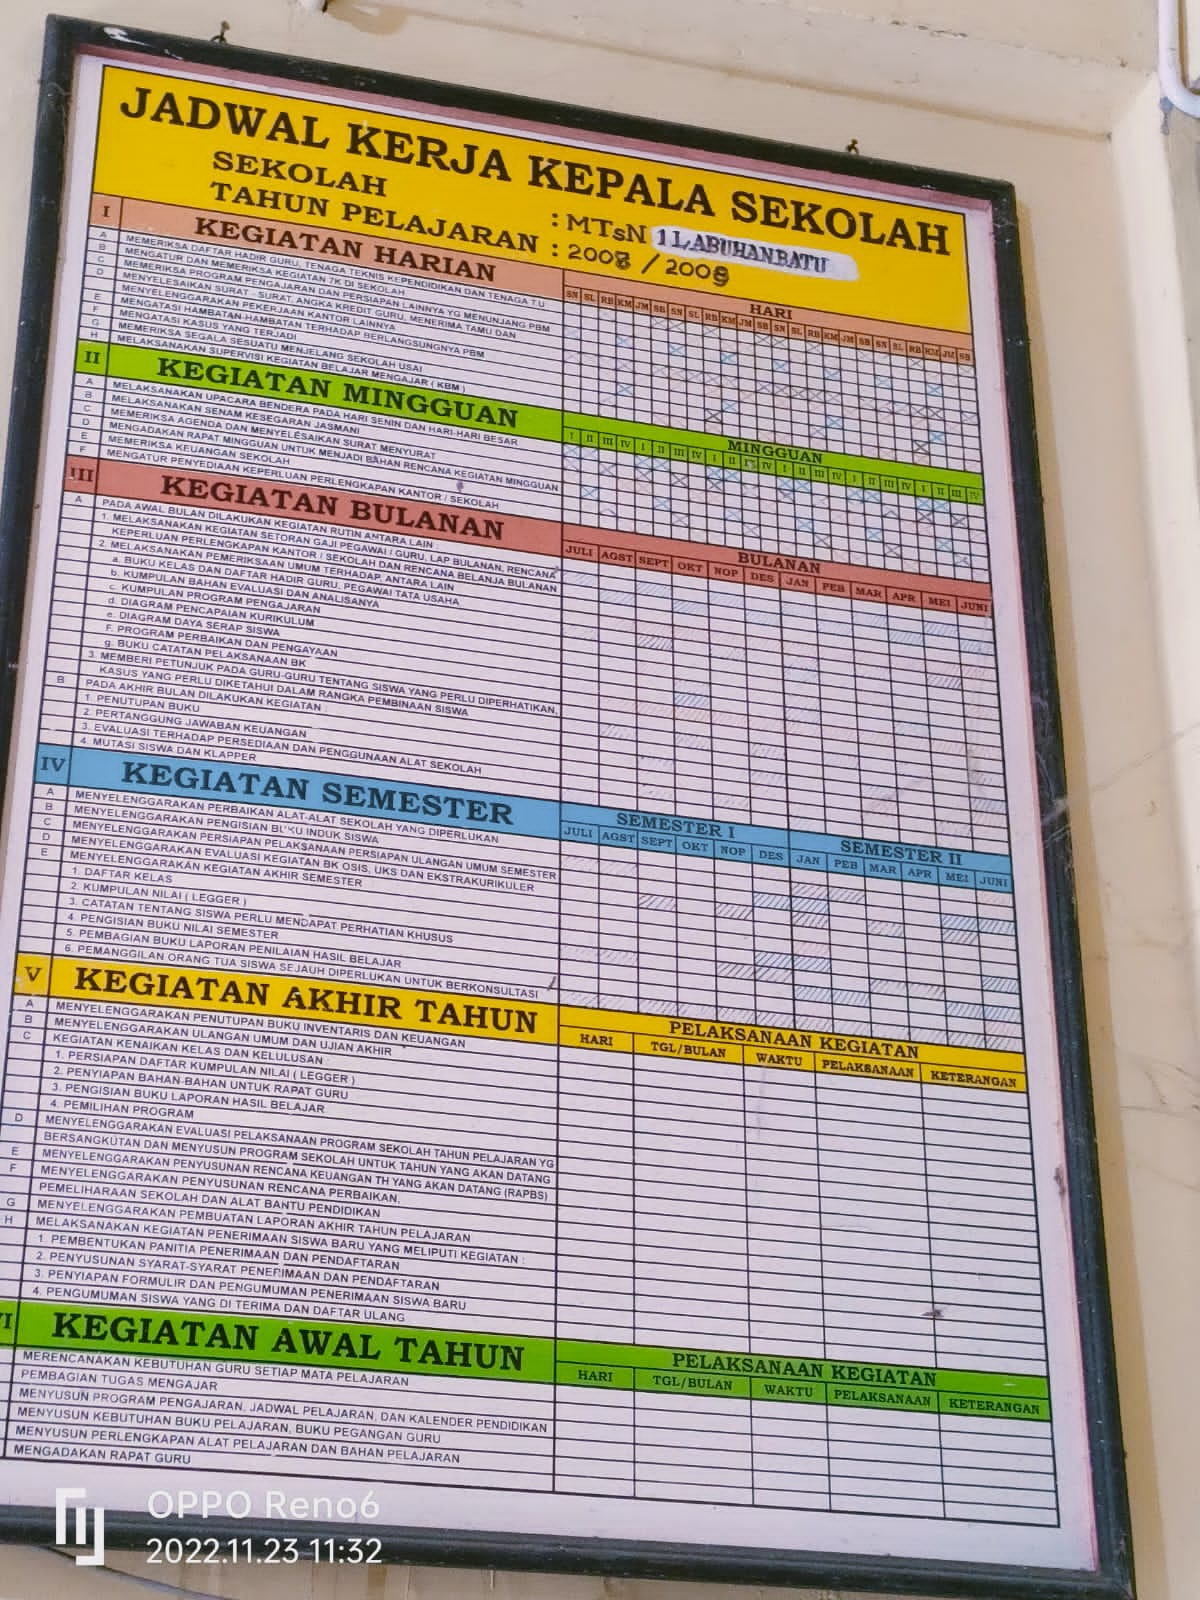 JADWAL KERJA KEPALA SEKOLAH
SEKOLAH : MTsN 1 LABUHANBATU
TAHUN PELAJARAN : 2008 / 2009
I KEGIATAN HARIAN
HARI
SN SL RB KM JM SB SN SL RB KM JM SB SN SL RB KM JM SB SN SL RB KM JM SB
A MEMERIKSA DAFTAR HADIR GURU, TENAGA TEKNIS KEPENDIDIKAN DAN TENAGA T.U
B MENGATUR DAN MEMERIKSA KEGIATAN 7K DI SEKOLAH
C MEMERIKSA PROGRAM PENGAJARAN DAN PERSIAPAN LAINNYA YG MENUNJANG PBM
D MENYELESAIKAN SURAT - SURAT, ANGKA KREDIT GURU, MENERIMA TAMU DAN
MENYELENGGARAKAN PEKERJAAN KANTOR LAINNYA
E MENGATASI HAMBATAN-HAMBATAN TERHADAP BERLANGSUNGNYA PBM
F MENGATASI KASUS YANG TERJADI
G MEMERIKSA SEGALA SESUATU MENJELANG SEKOLAH USAI
H MELAKSANAKAN SUPERVISI KEGIATAN BELAJAR MENGAJAR ( KBM )
II KEGIATAN MINGGUAN
MINGGUAN
I II III IV I II III IV I II III IV I II III IV I II III IV I II III IV
A MELAKSANAKAN UPACARA BENDERA PADA HARI SENIN DAN HARI-HARI BESAR
B MELAKSANAKAN SENAM KESEGARAN JASMANI
C MEMERIKSA AGENDA DAN MENYELESAIKAN SURAT MENYURAT
D MENGADAKAN RAPAT MINGGUAN UNTUK MENJADI BAHAN RENCANA KEGIATAN MINGGUAN
E MEMERIKSA KEUANGAN SEKOLAH
F MENGATUR PENYEDIAAN KEPERLUAN PERLENGKAPAN KANTOR / SEKOLAH
III KEGIATAN BULANAN
BULANAN
JULI AGST SEPT OKT NOP DES JAN PEB MAR APR MEI JUNI
A PADA AWAL BULAN DILAKUKAN KEGIATAN RUTIN ANTARA LAIN :
1. MELAKSANAKAN KEGIATAN SETORAN GAJI PEGAWAI / GURU, LAP BULANAN, RENCANA
KEPERLUAN PERLENGKAPAN KANTOR / SEKOLAH DAN RENCANA BELANJA BULANAN
2. MELAKSANAKAN PEMERIKSAAN UMUM TERHADAP, ANTARA LAIN
a. BUKU KELAS DAN DAFTAR HADIR GURU, PEGAWAI TATA USAHA
b. KUMPULAN BAHAN EVALUASI DAN ANALISANYA
c. KUMPULAN PROGRAM PENGAJARAN
d. DIAGRAM PENCAPAIAN KURIKULUM
e. DIAGRAM DAYA SERAP SISWA
F. PROGRAM PERBAIKAN DAN PENGAYAAN
g. BUKU CATATAN PELAKSANAAN BK
3. MEMBERI PETUNJUK PADA GURU-GURU TENTANG SISWA YANG PERLU DIPERHATIKAN,
KASUS YANG PERLU DIKETAHUI DALAM RANGKA PEMBINAAN SISWA
B PADA AKHIR BULAN DILAKUKAN KEGIATAN :
1. PENUTUPAN BUKU
2. PERTANGGUNG JAWABAN KEUANGAN
3. EVALUASI TERHADAP PERSEDIAAN DAN PENGGUNAAN ALAT SEKOLAH
4. MUTASI SISWA DAN KLAPPER
IV KEGIATAN SEMESTER
SEMESTER I SEMESTER II
JULI AGST SEPT OKT NOP DES JAN PEB MAR APR MEI JUNI
A MENYELENGGARAKAN PERBAIKAN ALAT-ALAT SEKOLAH YANG DIPERLUKAN
B MENYELENGGARAKAN PENGISIAN BUKU INDUK SISWA
C MENYELENGGARAKAN PERSIAPAN PELAKSANAAN PERSIAPAN ULANGAN UMUM SEMESTER
D MENYELENGGARAKAN EVALUASI KEGIATAN BK OSIS, UKS DAN EKSTRAKURIKULER
E MENYELENGGARAKAN KEGIATAN AKHIR SEMESTER
1. DAFTAR KELAS
2. KUMPULAN NILAI ( LEGGER )
3. CATATAN TENTANG SISWA PERLU MENDAPAT PERHATIAN KHUSUS
4. PENGISIAN BUKU NILAI SEMESTER
5. PEMBAGIAN BUKU LAPORAN PENILAIAN HASIL BELAJAR
6. PEMANGGILAN ORANG TUA SISWA SEJAUH DIPERLUKAN UNTUK BERKONSULTASI
V KEGIATAN AKHIR TAHUN
PELAKSANAAN KEGIATAN
HARI TGL/BULAN WAKTU PELAKSANAAN KETERANGAN
A MENYELENGGARAKAN PENUTUPAN BUKU INVENTARIS DAN KEUANGAN
B MENYELENGGARAKAN ULANGAN UMUM DAN UJIAN AKHIR
C KEGIATAN KENAIKAN KELAS DAN KELULUSAN :
1. PERSIAPAN DAFTAR KUMPULAN NILAI ( LEGGER )
2. PENYIAPAN BAHAN-BAHAN UNTUK RAPAT GURU
3. PENGISIAN BUKU LAPORAN HASIL BELAJAR
4. PEMILIHAN PROGRAM
D MENYELENGGARAKAN EVALUASI PELAKSANAAN PROGRAM SEKOLAH TAHUN PELAJARAN YG
BERSANGKUTAN DAN MENYUSUN PROGRAM SEKOLAH UNTUK TAHUN YANG AKAN DATANG
E MENYELENGGARAKAN PENYUSUNAN RENCANA KEUANGAN TH YANG AKAN DATANG (RAPBS)
F MENYELENGGARAKAN PENYUSUNAN RENCANA PERBAIKAN,
PEMELIHARAAN SEKOLAH DAN ALAT BANTU PENDIDIKAN
G MENYELENGGARAKAN PEMBUATAN LAPORAN AKHIR TAHUN PELAJARAN
H MELAKSANAKAN KEGIATAN PENERIMAAN SISWA BARU YANG MELIPUTI KEGIATAN :
1. PEMBENTUKAN PANITIA PENERIMAAN DAN PENDAFTARAN
2. PENYUSUNAN SYARAT-SYARAT PENERIMAAN DAN PENDAFTARAN
3. PENYIAPAN FORMULIR DAN PENGUMUMAN PENERIMAAN SISWA BARU
4. PENGUMUMAN SISWA YANG DI TERIMA DAN DAFTAR ULANG
VI KEGIATAN AWAL TAHUN
PELAKSANAAN KEGIATAN
HARI TGL/BULAN WAKTU PELAKSANAAN KETERANGAN
MERENCANAKAN KEBUTUHAN GURU SETIAP MATA PELAJARAN
PEMBAGIAN TUGAS MENGAJAR
MENYUSUN PROGRAM PENGAJARAN, JADWAL PELAJARAN, DAN KALENDER PENDIDIKAN
MENYUSUN KEBUTUHAN BUKU PELAJARAN, BUKU PEGANGAN GURU
MENYUSUN PERLENGKAPAN ALAT PELAJARAN DAN BAHAN PELAJARAN
MENGADAKAN RAPAT GURU
OPPO Reno6
2022.11.23 11:32